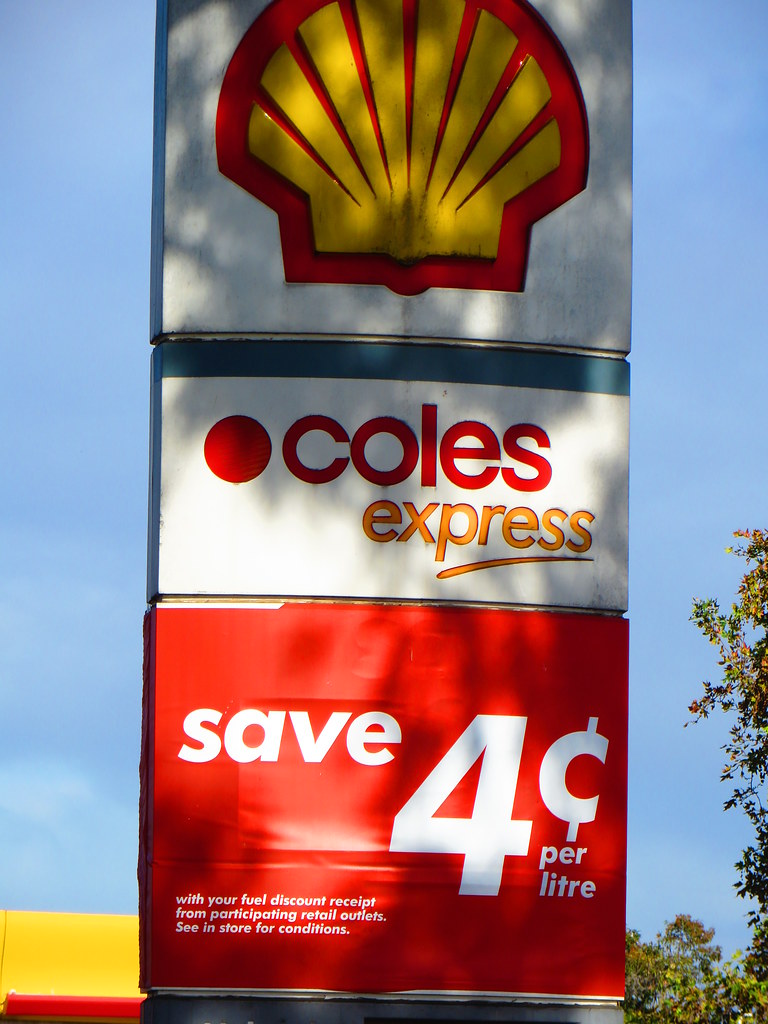 coles
express
save 4¢
per
litre
with your fuel discount receipt
from participating retail outlets.
See in store for conditions.